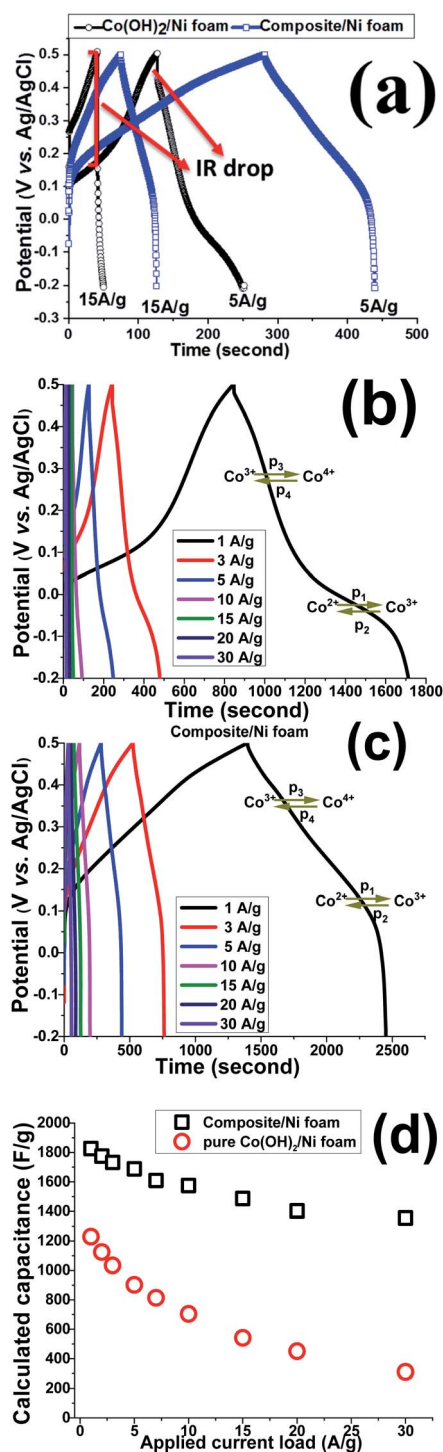 Co(OH)2/Ni foam Composite/Ni foam
(a)
0.5
0.4
0.3
0.2
0.1
0.0
-0.1
-0.2
-0.3
Potential (V vs. Ag/AgCl)
IR drop
15A/g 15A/g 5A/g 5A/g
0 100 200 300 400 500
Time (second)
(b)
0.5
0.4
0.3
0.2
0.1
0.0
-0.1
-0.2
Potential (V vs. Ag/AgCl)
p3
Co3+ Co4+
p4
p1
Co2+ Co3+
p2
1 A/g
3 A/g
5 A/g
10 A/g
15 A/g
20 A/g
30 A/g
0 200 400 600 800 1000 1200 1400 1600 1800
Time (second)
Composite/Ni foam
(c)
0.5
0.4
0.3
0.2
0.1
0.0
-0.1
-0.2
Potential (V vs. Ag/AgCl)
p3
Co3+ Co4+
p4
p1
Co2+ Co3+
p2
1 A/g
3 A/g
5 A/g
10 A/g
15 A/g
20 A/g
30 A/g
0 500 1000 1500 2000 2500
Time (second)
Composite/Ni foam
pure Co(OH)2/Ni foam
(d)
2000
1800
1600
1400
1200
1000
800
600
400
200
0
Calculated capacitance (F/g)
0 5 10 15 20 25 30
Applied current load (A/g)